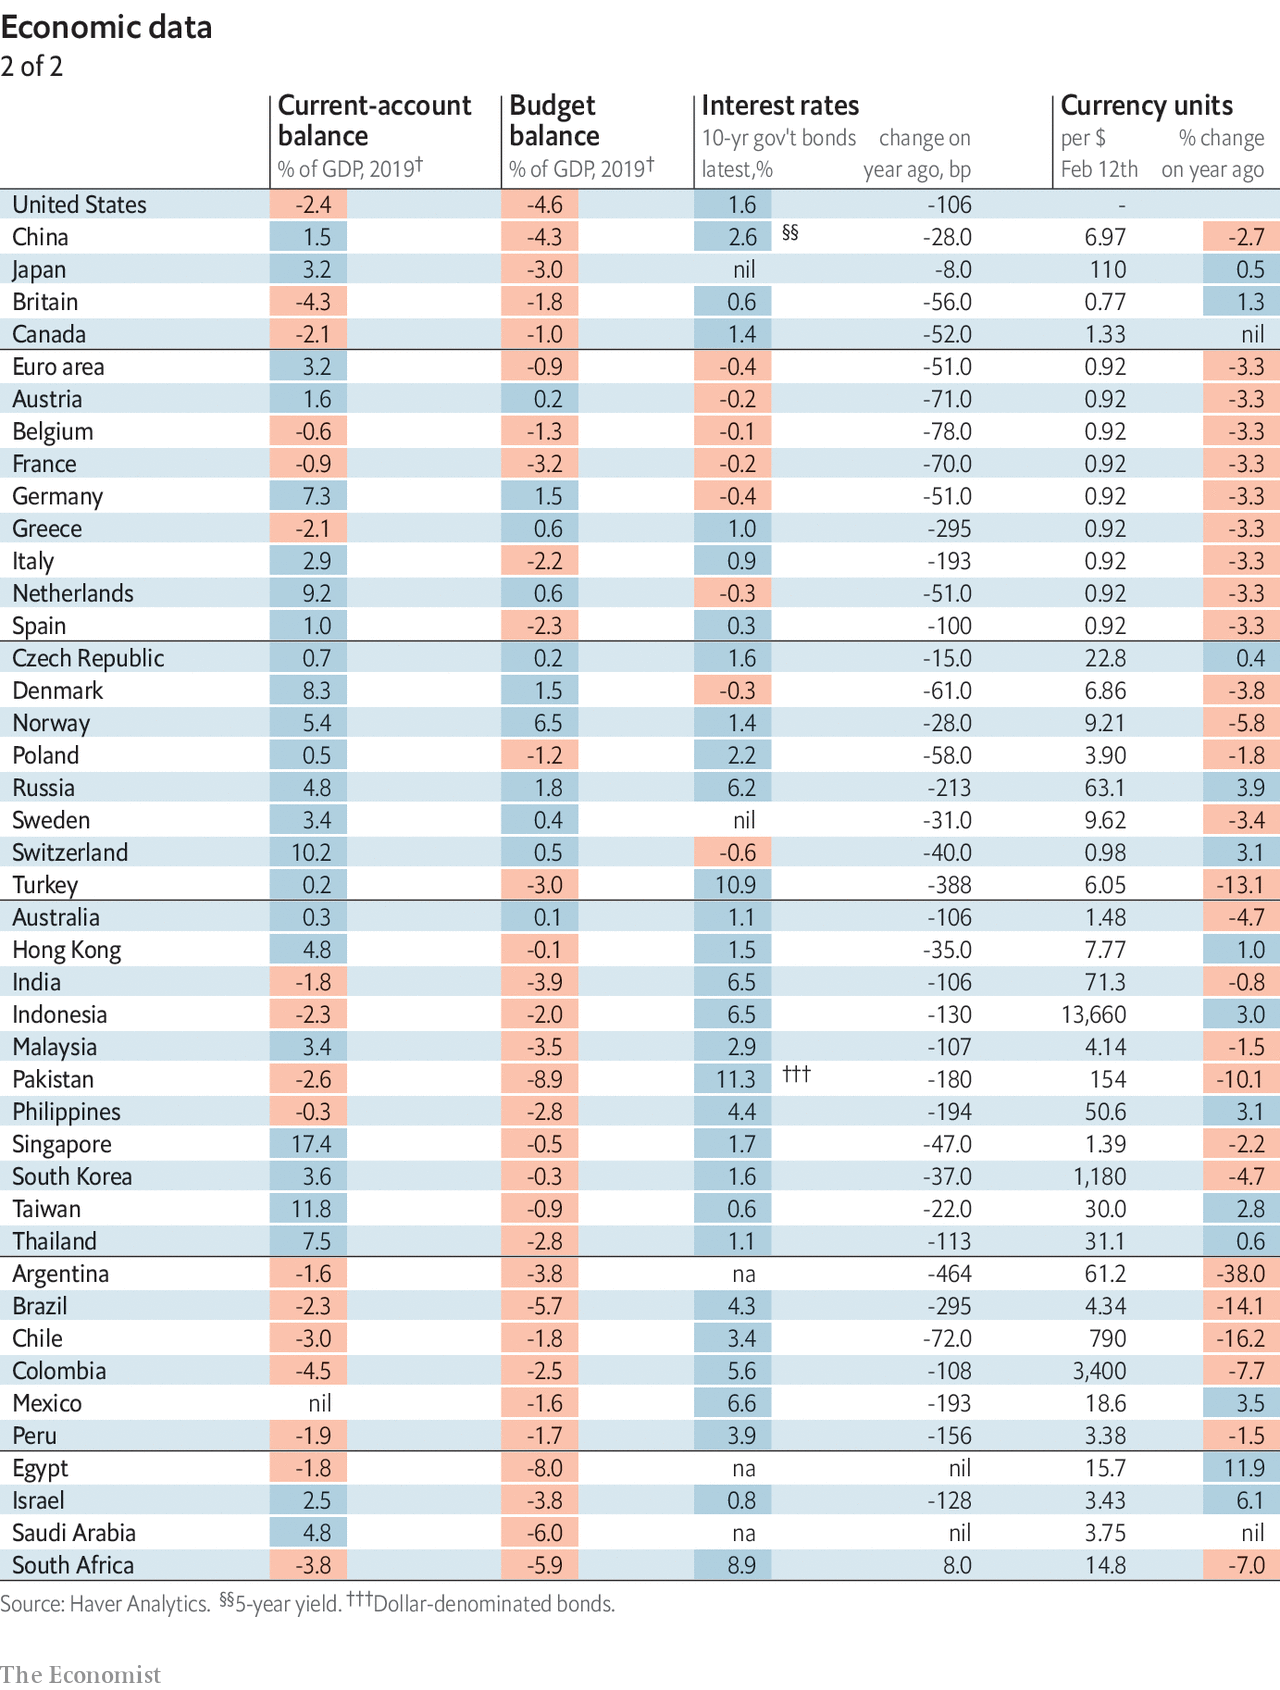 Economic data
2 of 2
Current-account balance % of GDP, 2019† Budget balance % of GDP, 2019† Interest rates 10-yr gov't bonds latest,% change on year ago, bp Currency units per $ Feb 12th % change on year ago
United States -2.4 -4.6 1.6 -106 -
China 1.5 -4.3 2.6 §§ -28.0 6.97 -2.7
Japan 3.2 -3.0 nil -8.0 110 0.5
Britain -4.3 -1.8 0.6 -56.0 0.77 1.3
Canada -2.1 -1.0 1.4 -52.0 1.33 nil
Euro area 3.2 -0.9 -0.4 -51.0 0.92 -3.3
Austria 1.6 0.2 -0.2 -71.0 0.92 -3.3
Belgium -0.6 -1.3 -0.1 -78.0 0.92 -3.3
France -0.9 -3.2 -0.2 -70.0 0.92 -3.3
Germany 7.3 1.5 -0.4 -51.0 0.92 -3.3
Greece -2.1 0.6 1.0 -295 0.92 -3.3
Italy 2.9 -2.2 0.9 -193 0.92 -3.3
Netherlands 9.2 0.6 -0.3 -51.0 0.92 -3.3
Spain 1.0 -2.3 0.3 -100 0.92 -3.3
Czech Republic 0.7 0.2 1.6 -15.0 22.8 0.4
Denmark 8.3 1.5 -0.3 -61.0 6.86 -3.8
Norway 5.4 6.5 1.4 -28.0 9.21 -5.8
Poland 0.5 -1.2 2.2 -58.0 3.90 -1.8
Russia 4.8 1.8 6.2 -213 63.1 3.9
Sweden 3.4 0.4 nil -31.0 9.62 -3.4
Switzerland 10.2 0.5 -0.6 -40.0 0.98 3.1
Turkey 0.2 -3.0 10.9 -388 6.05 -13.1
Australia 0.3 0.1 1.1 -106 1.48 -4.7
Hong Kong 4.8 -0.1 1.5 -35.0 7.77 1.0
India -1.8 -3.9 6.5 -106 71.3 -0.8
Indonesia -2.3 -2.0 6.5 -130 13,660 3.0
Malaysia 3.4 -3.5 2.9 -107 4.14 -1.5
Pakistan -2.6 -8.9 11.3 ††† -180 154 -10.1
Philippines -0.3 -2.8 4.4 -194 50.6 3.1
Singapore 17.4 -0.5 1.7 -47.0 1.39 -2.2
South Korea 3.6 -0.3 1.6 -37.0 1,180 -4.7
Taiwan 11.8 -0.9 0.6 -22.0 30.0 2.8
Thailand 7.5 -2.8 1.1 -113 31.1 0.6
Argentina -1.6 -3.8 na -464 61.2 -38.0
Brazil -2.3 -5.7 4.3 -295 4.34 -14.1
Chile -3.0 -1.8 3.4 -72.0 790 -16.2
Colombia -4.5 -2.5 5.6 -108 3,400 -7.7
Mexico nil -1.6 6.6 -193 18.6 3.5
Peru -1.9 -1.7 3.9 -156 3.38 -1.5
Egypt -1.8 -8.0 na nil 15.7 11.9
Israel 2.5 -3.8 0.8 -128 3.43 6.1
Saudi Arabia 4.8 -6.0 na nil 3.75 nil
South Africa -3.8 -5.9 8.9 8.0 14.8 -7.0
Source: Haver Analytics. §§5-year yield. †††Dollar-denominated bonds.
The Economist